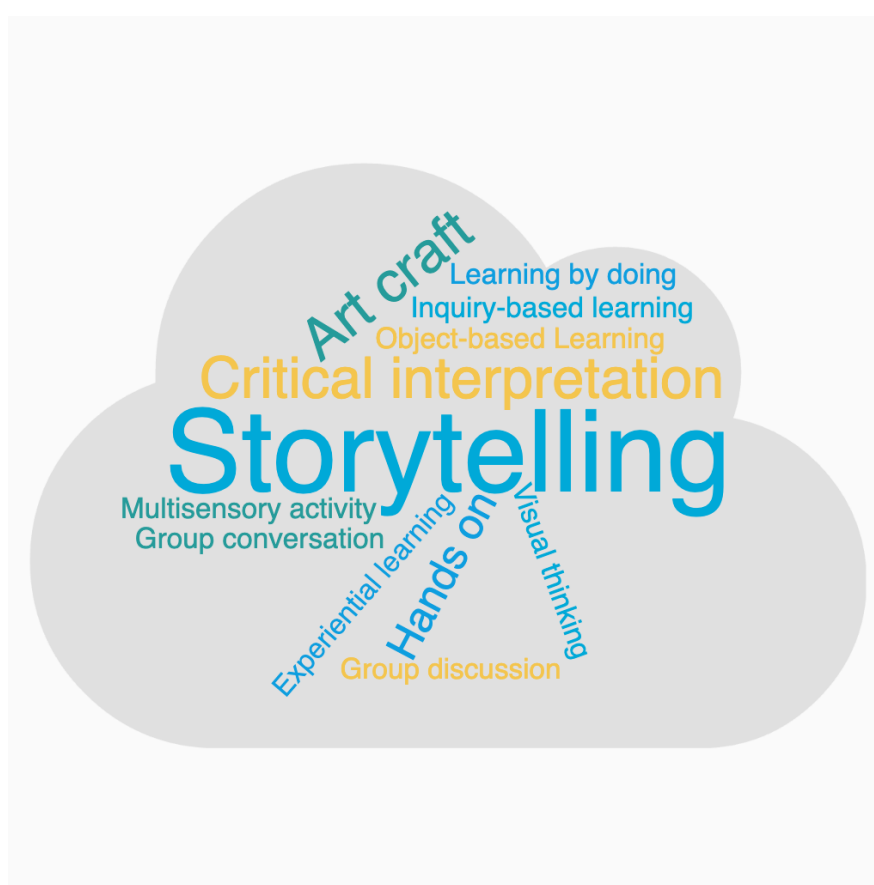 Art craft
Learning by doing
Inquiry-based learning
Object-based Learning
Critical interpretation
Storytelling
Multisensory activity
Group conversation
Experiential learning
Hands on
Visual thinking
Group discussion